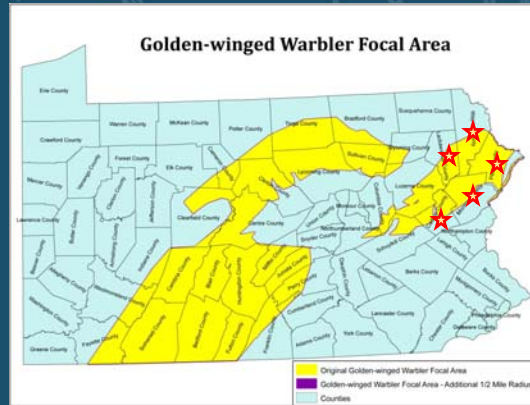 Golden-winged Warbler Focal Area
Erie County
Warren County
McKean County
Potter County
Tioga County
Bradford County
Susquehanna County
Crawford County
Forest County
Elk County
Cameron County
Sullivan County
Wyoming County
Mercer County
Venango County
Clarion County
Jefferson County
Clearfield County
Clinton County
Lycoming County
Luzerne County
Lawrence County
Butler County
Armstrong County
Indiana County
Centre County
Union County
Montour County
Northumberland County
Snyder County
Schuylkill County
Northampton County
Lehigh County
Beaver County
Allegheny County
Westmoreland County
Cambria County
Blair County
Huntingdon County
Mifflin County
Juniata County
Perry County
Dauphin County
Lebanon County
Berks County
Bucks County
Montgomery County
Washington County
Greene County
Fayette County
Somerset County
Bedford County
Fulton County
Franklin County
Cumberland County
Adams County
York County
Lancaster County
Chester County
Philadelphia County
Delaware County
Original Golden-winged Warbler Focal Area
Golden-winged Warbler Focal Area - Additional 1/2 Mile Radius
Counties